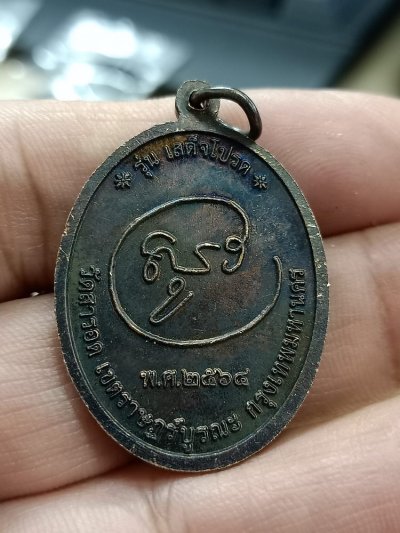 * รุ่น เสด็จโปรด *
พ.ศ.๒๕๖๔
วัดสารอด เขตราษฎร์บูรณะ กรุงเทพมหานคร